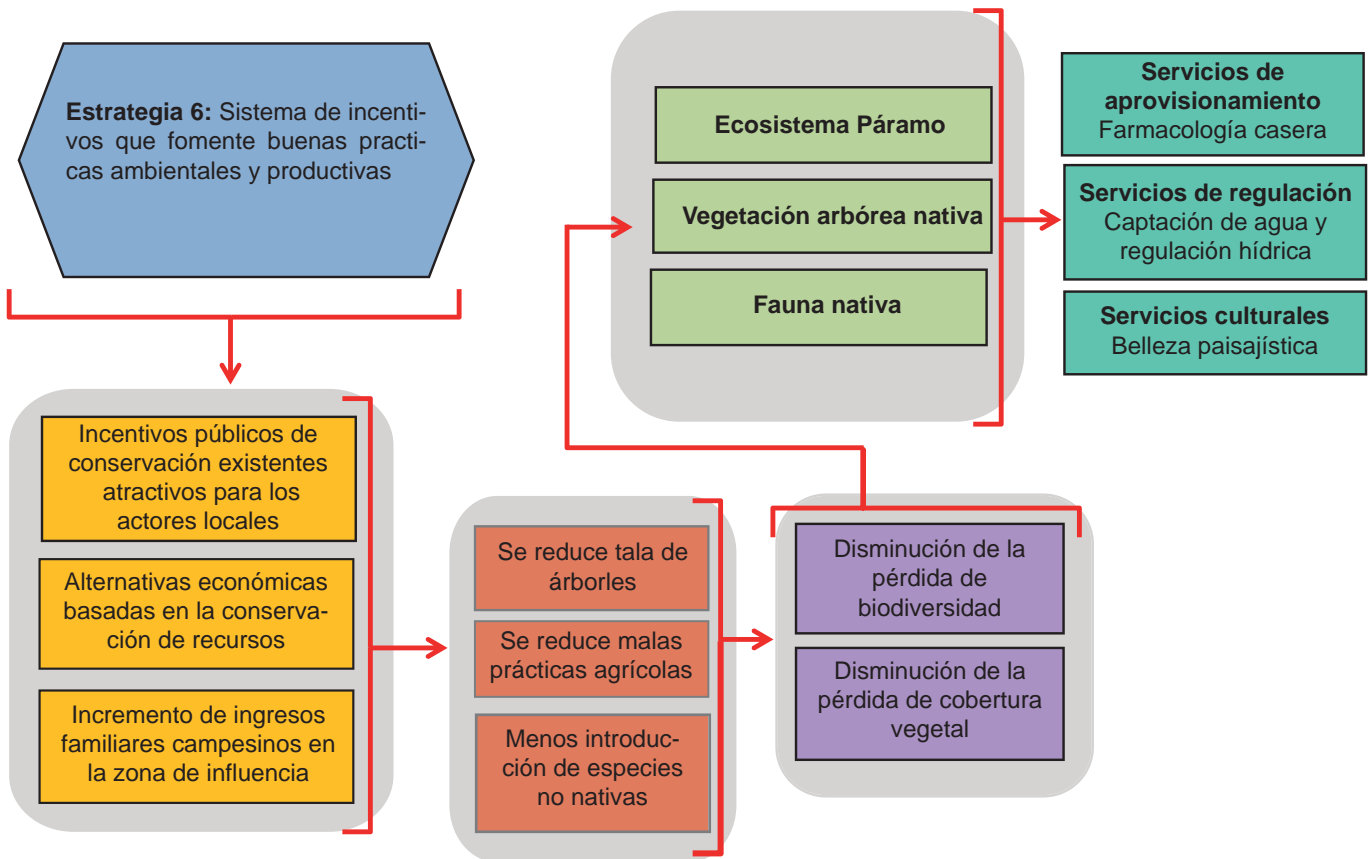 Estrategia 6: Sistema de incenti-
vos que fomente buenas practi-
cas ambientales y productivas
Incentivos públicos de
conservación existentes
atractivos para los
actores locales
Alternativas económicas
basadas en la conserva-
ción de recursos
Incremento de ingresos
familiares campesinos en
la zona de influencia
Se reduce tala de
árborles
Se reduce malas
prácticas agrícolas
Menos introduc-
ción de especies
no nativas
Disminución de la
pérdida de
biodiversidad
Disminución de la
pérdida de cobertura
vegetal
Ecosistema Páramo
Vegetación arbórea nativa
Fauna nativa
Servicios de
aprovisionamiento
Farmacología casera
Servicios de regulación
Captación de agua y
regulación hídrica
Servicios culturales
Belleza paisajística